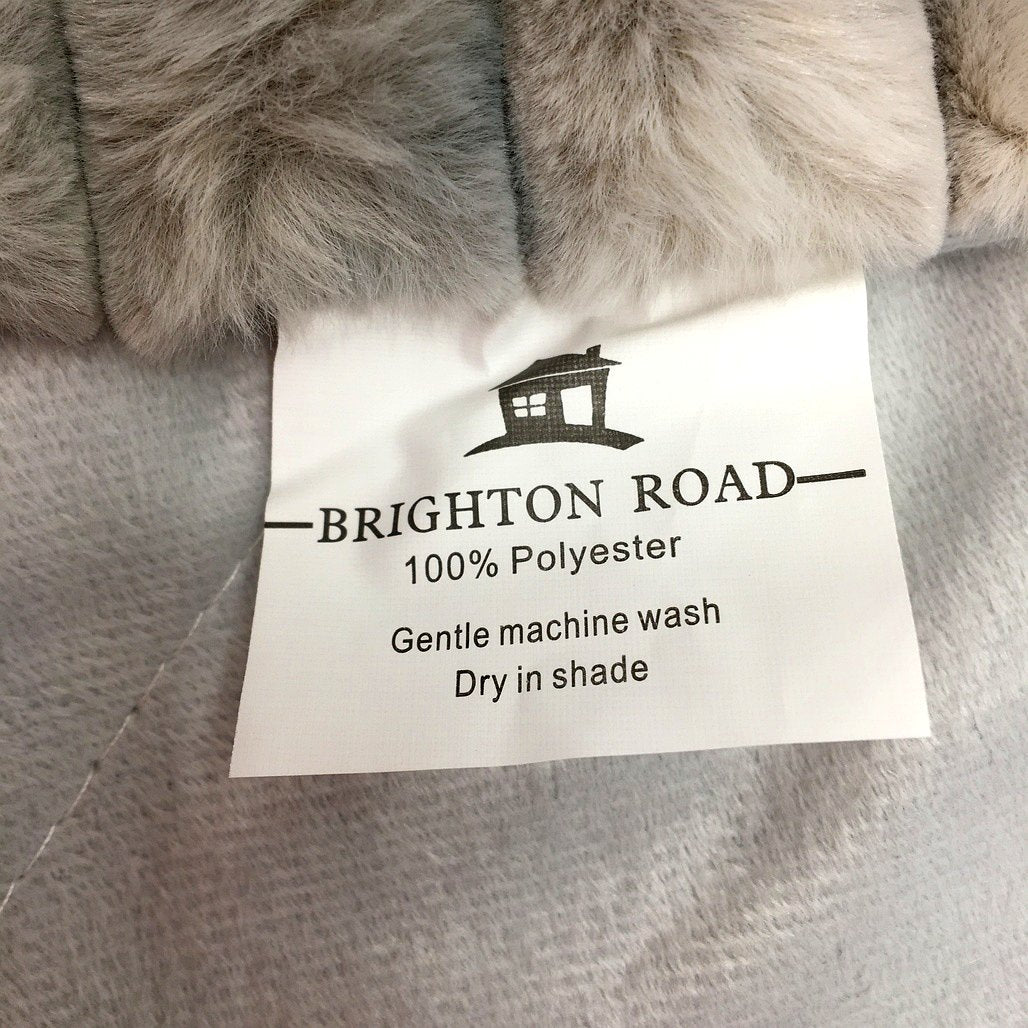 BRIGHTON ROAD
100% Polyester
Gentle machine wash
Dry in shade